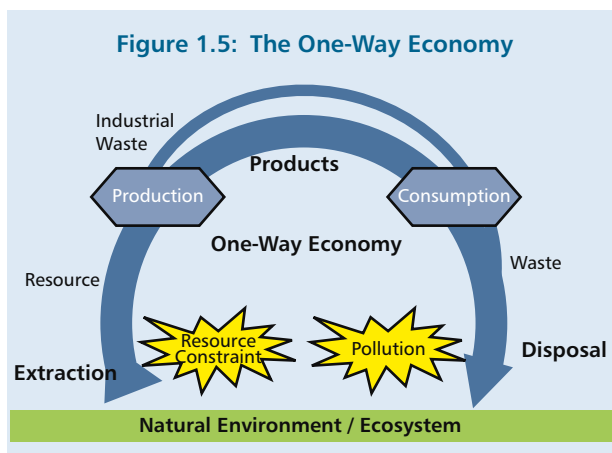 Figure 1.5: The One-Way Economy
Industrial
Waste
Products
Production
Consumption
One-Way Economy
Resource
Waste
Resource
Constraint
Pollution
Extraction
Disposal
Natural Environment / Ecosystem